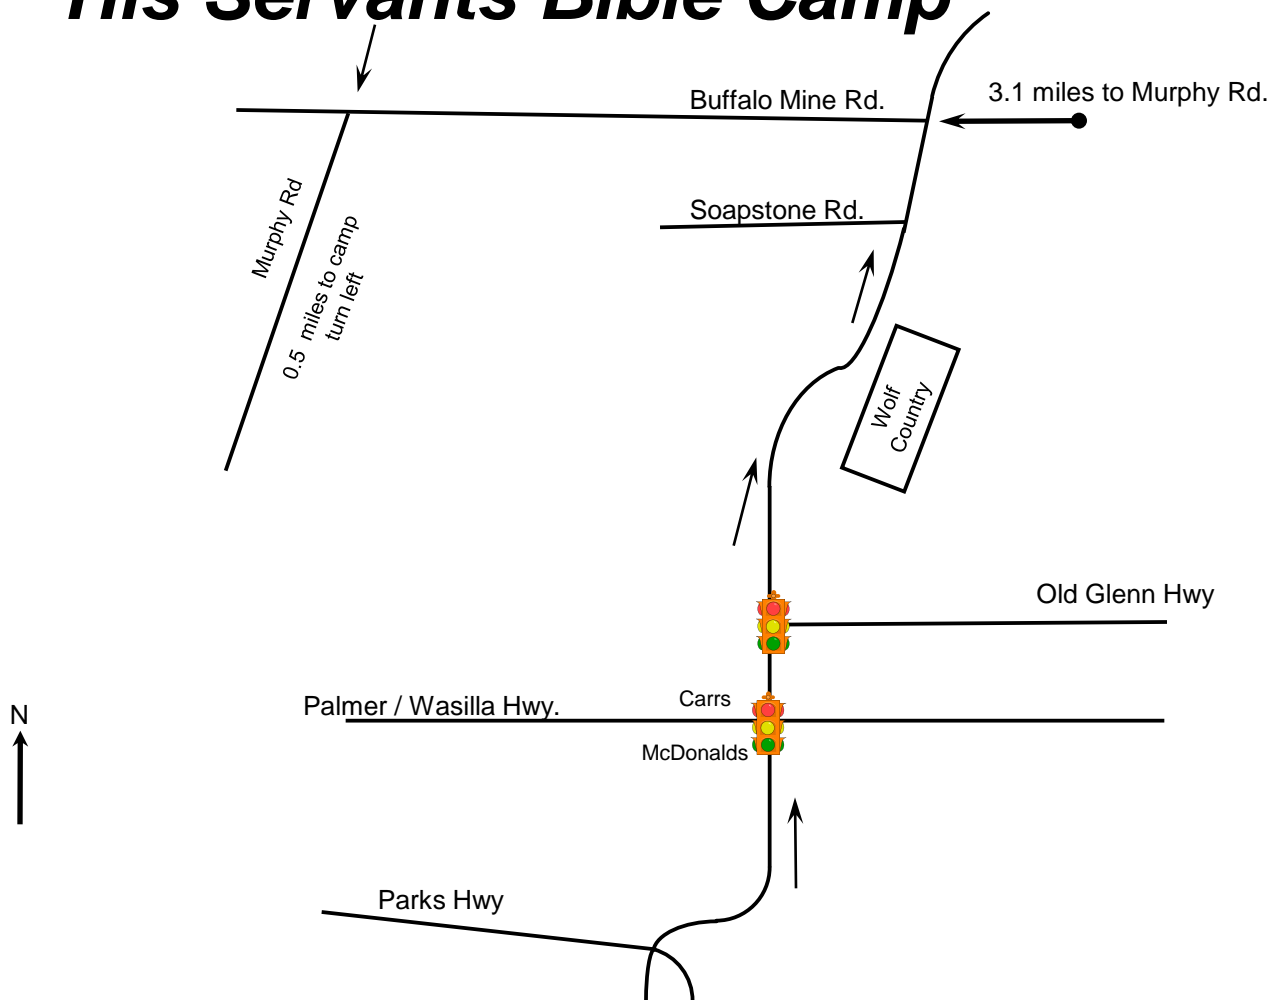 His Servants Bible Camp
Buffalo Mine Rd.
3.1 miles to Murphy Rd.
Soapstone Rd.
Murphy Rd
0.5 miles to camp
turn left
Wolf
Country
Old Glenn Hwy
Palmer / Wasilla Hwy.
Carrs
N
McDonalds
Parks Hwy